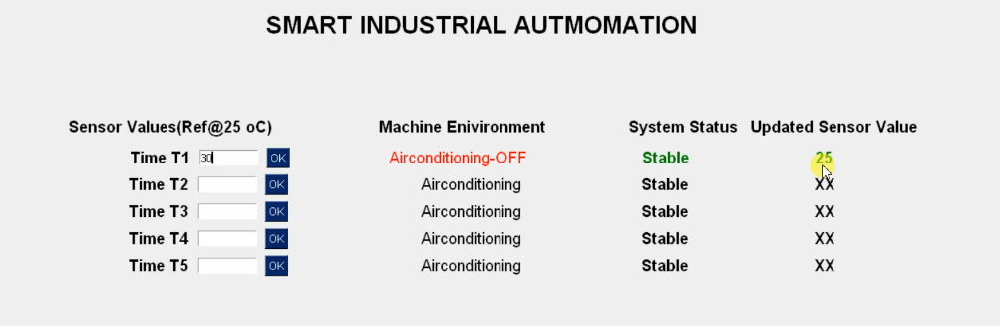 SMART INDUSTRIAL AUTMOMATION
Sensor Values(Ref@25 oC) Machine Enivironment System Status Updated Sensor Value
Time T1 30 OK Airconditioning-OFF Stable 25
Time T2 OK Airconditioning Stable XX
Time T3 OK Airconditioning Stable XX
Time T4 OK Airconditioning Stable XX
Time T5 OK Airconditioning Stable XX